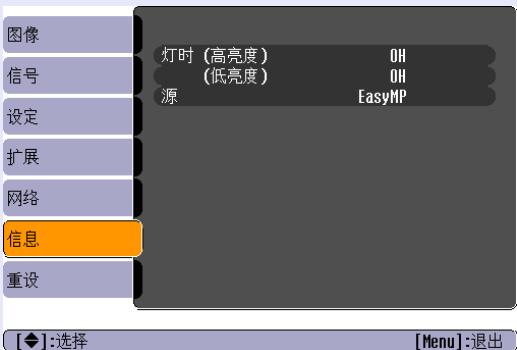 图像
信号
设定
扩展
网络
信息
重设
灯时 (高亮度) 0H
(低亮度) 0H
源 EasyMP
[◆]:选择 [Menu]:退出